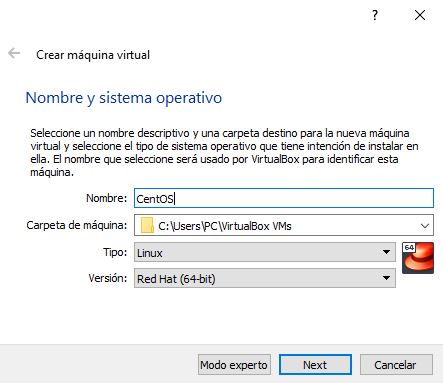 ?
Crear máquina virtual
Nombre y sistema operativo
Seleccione un nombre descriptivo y una carpeta destino para la nueva máquina
virtual y seleccione el tipo de sistema operativo que tiene intención de instalar en
ella. El nombre que seleccione será usado por VirtualBox para identificar esta
máquina.
Nombre: CentOS
Carpeta de máquina: C:\Users\PC\VirtualBox VMs
Tipo: Linux
64
Versión: Red Hat (64-bit)
Modo experto Next Cancelar